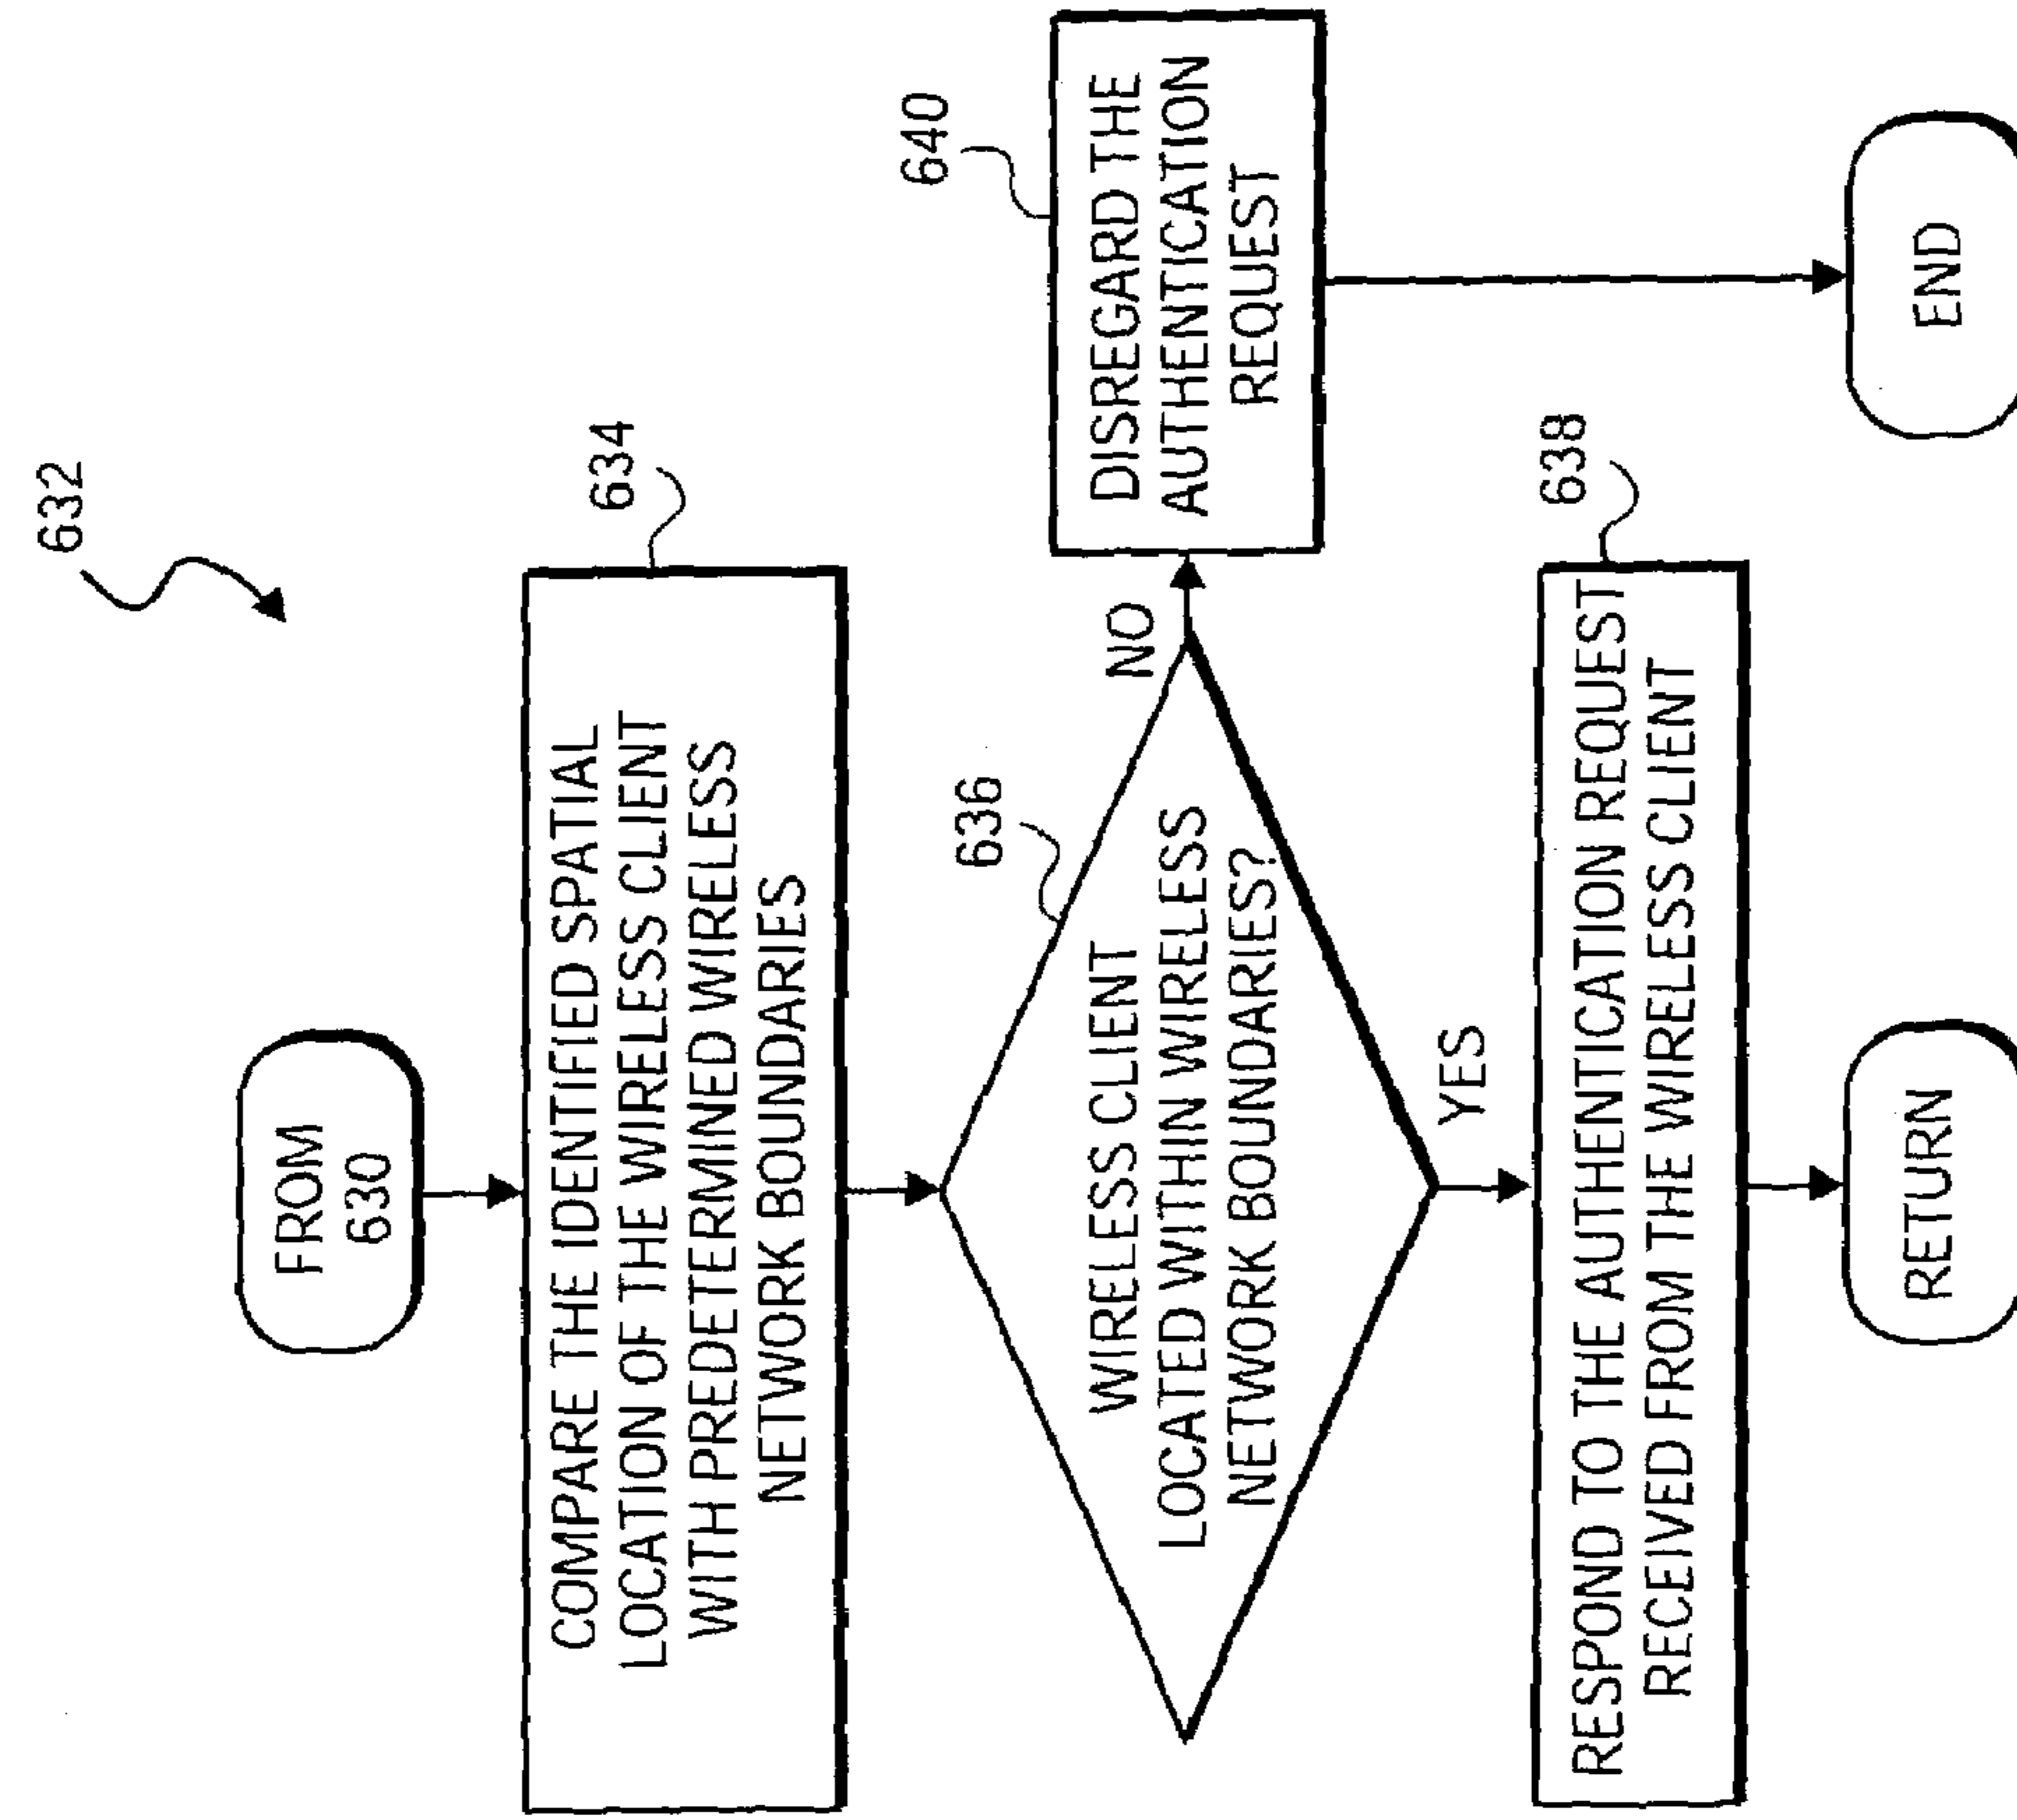 632
FROM
630
634
COMPARE THE IDENTIFIED SPATIAL
LOCATION OF THE WIRELESS CLIENT
WITH PREDETERMINED WIRELESS
NETWORK BOUNDARIES
636
WIRELESS CLIENT
LOCATED WITHIN WIRELESS
NETWORK BOUNDARIES?
NO
640
DISREGARD THE
AUTHENTICATION
REQUEST
YES
638
RESPOND TO THE AUTHENTICATION REQUEST
RECEIVED FROM THE WIRELESS CLIENT
RETURN
END